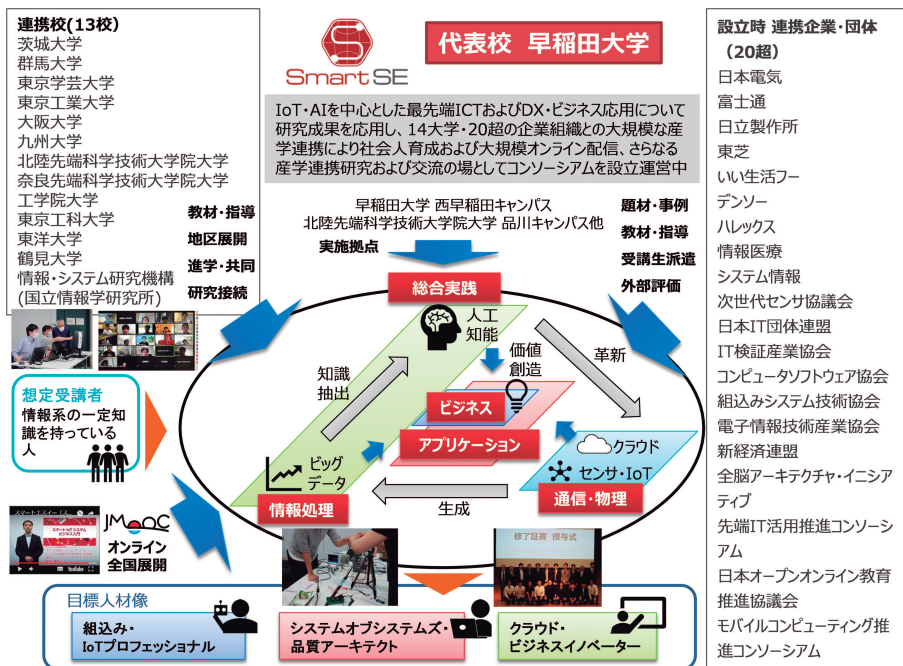 連携校(13校)
茨城大学
群馬大学
東京学芸大学
東京工業大学
大阪大学
九州大学
北陸先端科学技術大学院大学
奈良先端科学技術大学院大学
工学院大学
東京工科大学
東洋大学
鶴見大学
情報・システム研究機構
(国立情報学研究所)
教材・指導
地区展開
進学・共同
研究接続
SmartSE
代表校 早稲田大学
IoT・AIを中心とした最先端ICTおよびDX・ビジネス応用について
研究成果を応用し、14大学・20超の企業組織との大規模な産
学連携により社会人育成および大規模オンライン配信、さらなる
産学連携研究および交流の場としてコンソーシアムを設立運営中
早稲田大学 西早稲田キャンパス
北陸先端科学技術大学院大学 品川キャンパス他
実施拠点
題材・事例
教材・指導
受講生派遣
外部評価
設立時 連携企業・団体
(20超)
日本電気
富士通
日立製作所
東芝
いい生活フー
デンソー
ハレックス
情報医療
システム情報
次世代センサ協議会
日本IT団体連盟
IT検証産業協会
コンピュータソフトウェア協会
組込みシステム技術協会
電子情報技術産業協会
新経済連盟
全脳アーキテクチャ・イニシア
ティブ
先端IT活用推進コンソーシ
アム
日本オープンオンライン教育
推進協議会
モバイルコンピューティング推
進コンソーシアム
総合実践
人工
知能
価値
創造
革新
知識
抽出
ビジネス
アプリケーション
クラウド
センサ・IoT
通信・物理
ビッグ
データ
情報処理
生成
想定受講者
情報系の一定知
識を持っている
人
スマートIoTシステム
ビジネス入門
YouTube
JMOOC
オンライン
全国展開
修了証書 授与式
目標人材像
組込み・
IoTプロフェッショナル
システムオブシステムズ・
品質アーキテクト
クラウド・
ビジネスイノベーター